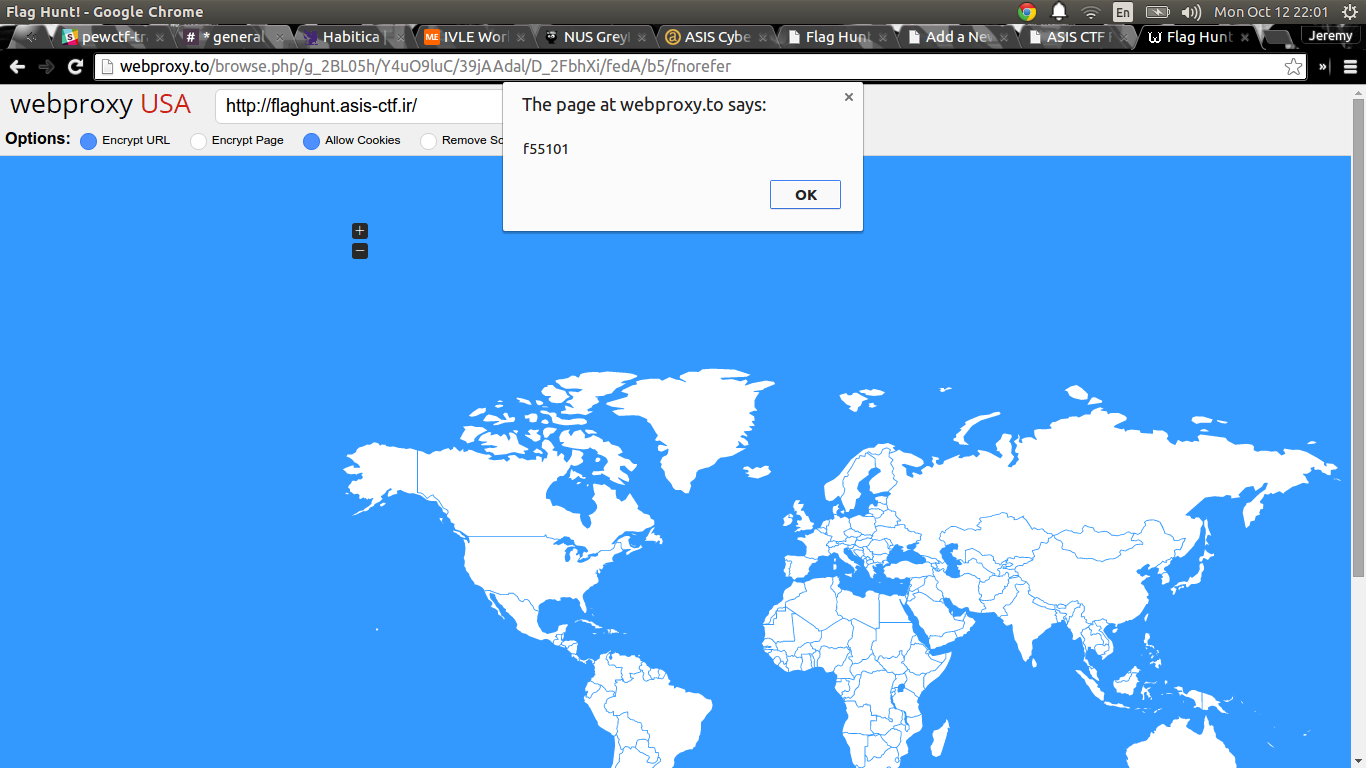 Flag Hunt! - Google Chrome
En
Mon Oct 12 22:01
pewctf-tr
# * general
Habitica |
ME IVLE Wor
NUS Grey
ASIS Cybe
Flag Hunt
Add a Ne
ASIS CTF
Flag Hunt
Jeremy
webproxy.to/browse.php/g_2BL05h/Y4uO9luC/39jAAdal/D_2FbhXi/fedA/b5/fnorefer
webproxy USA
http://flaghunt.asis-ctf.ir/
Options:
Encrypt URL
Encrypt Page
Allow Cookies
Remove Sc
The page at webproxy.to says:
×
f55101
OK
+
−